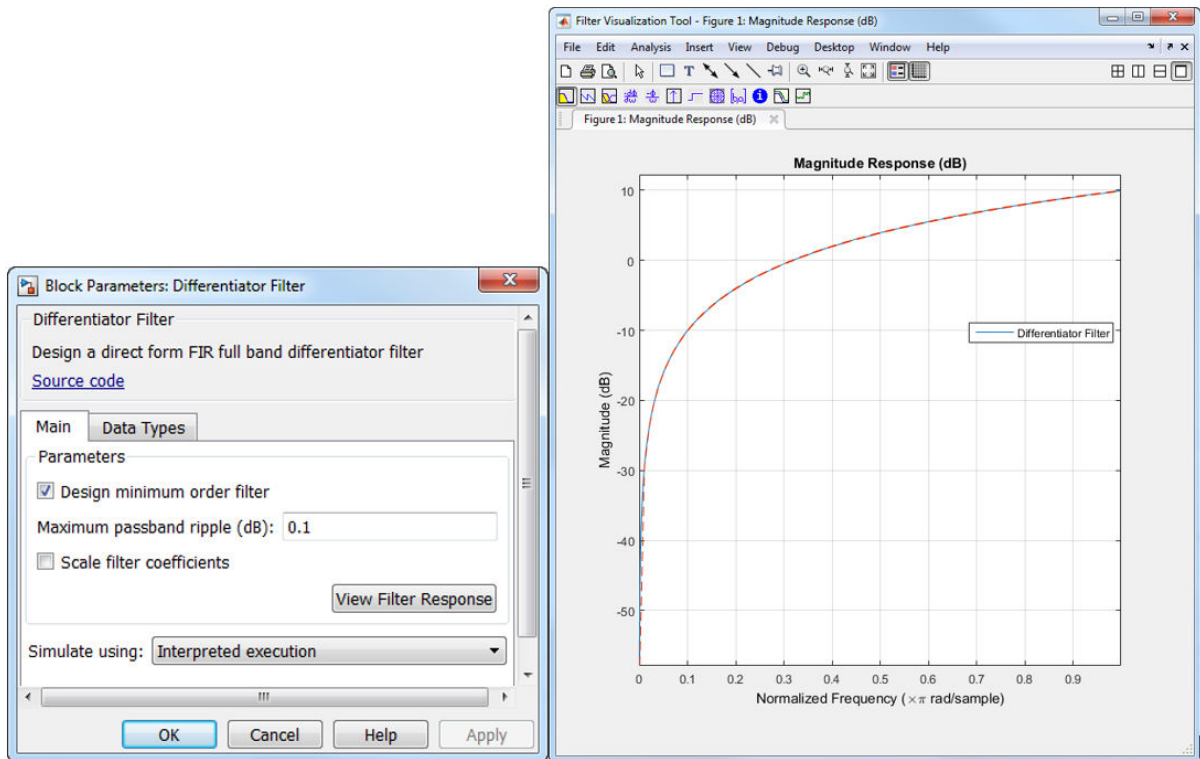 Block Parameters: Differentiator Filter
Differentiator Filter
Design a direct form FIR full band differentiator filter
Source code
Main Data Types
Parameters
Design minimum order filter
Maximum passband ripple (dB): 0.1
Scale filter coefficients
View Filter Response
Simulate using: Interpreted execution
OK Cancel Help Apply
Filter Visualization Tool - Figure 1: Magnitude Response (dB)
File Edit Analysis Insert View Debug Desktop Window Help
Figure 1: Magnitude Response (dB)
Magnitude Response (dB)
10
0
-10
-20
-30
-40
-50
Magnitude (dB)
Differentiator Filter
0 0.1 0.2 0.3 0.4 0.5 0.6 0.7 0.8 0.9
Normalized Frequency (×π rad/sample)